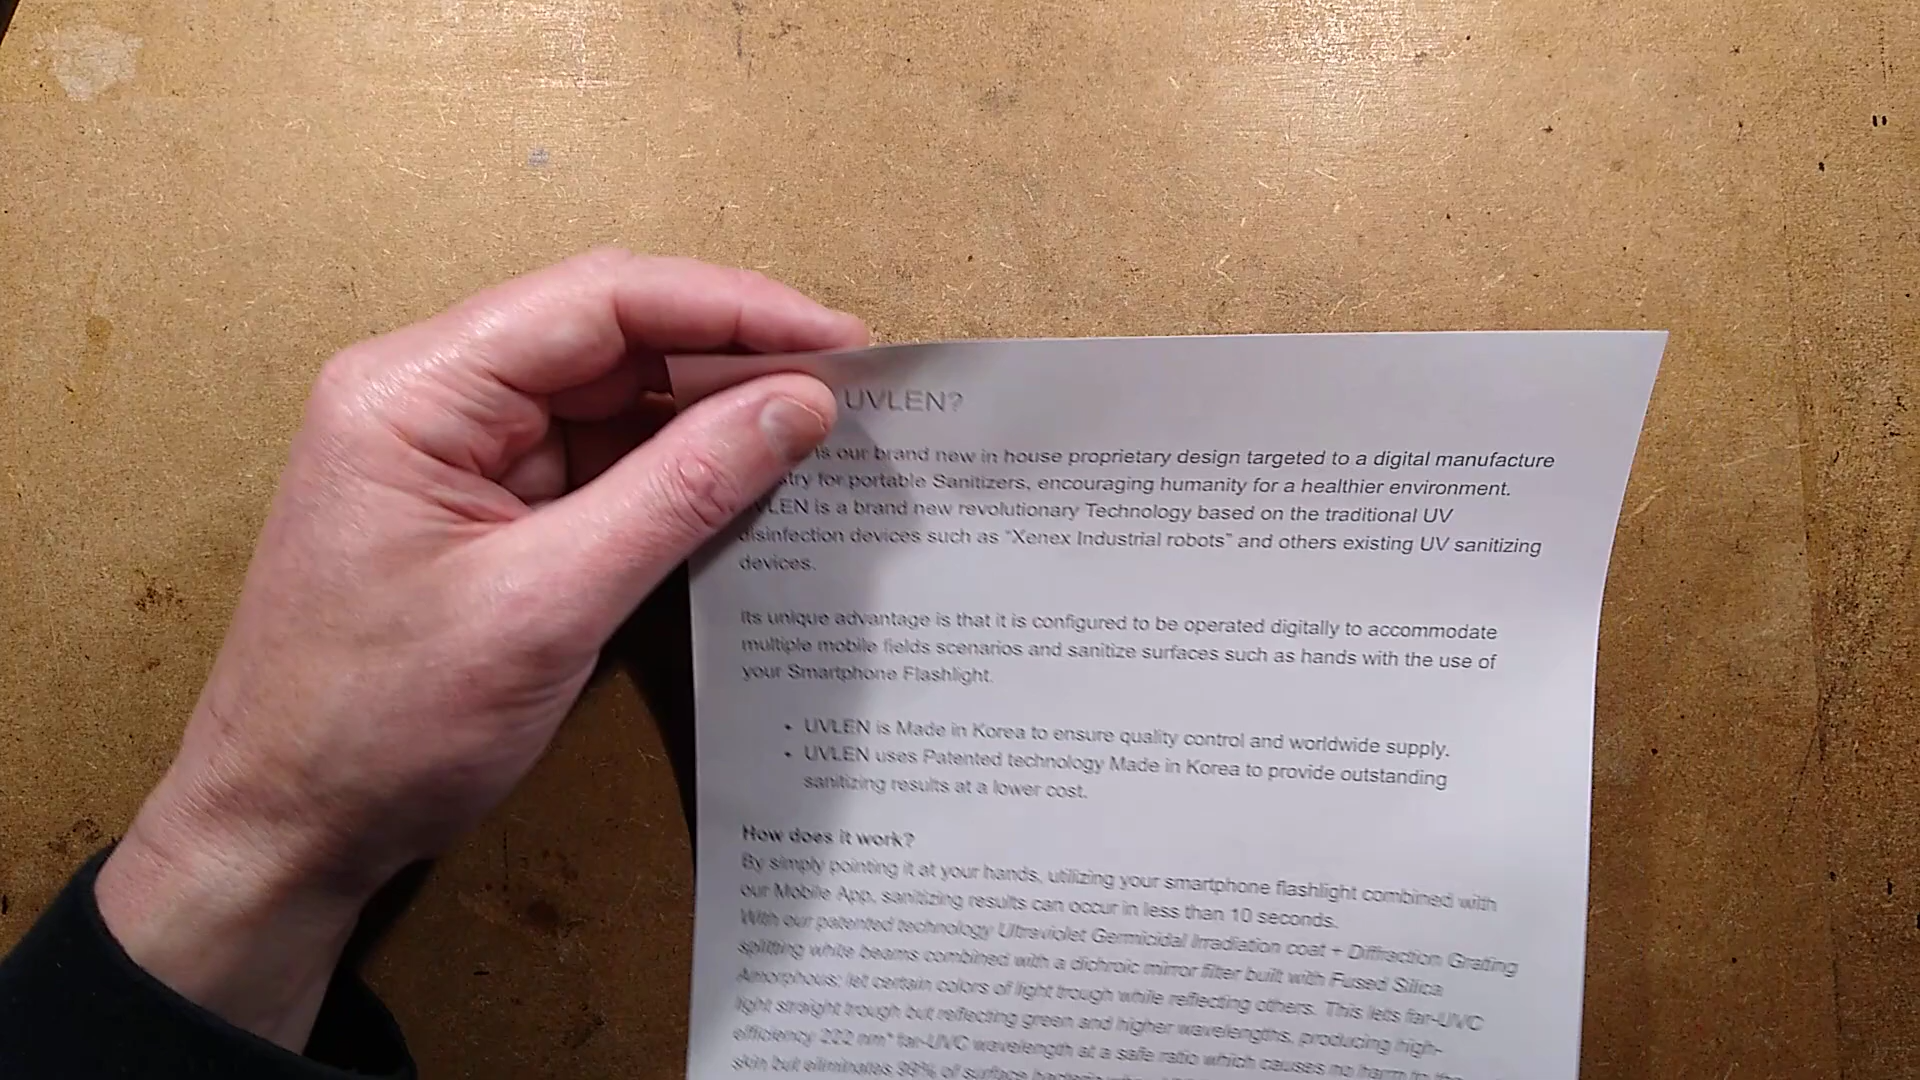 UVLEN?
is our brand new in house proprietary design targeted to a digital manufacture
stry for portable Sanitizers, encouraging humanity for a healthier environment.
VLEN is a brand new revolutionary Technology based on the traditional UV
disinfection devices such as “Xenex Industrial robots” and others existing UV sanitizing
devices.
Its unique advantage is that it is configured to be operated digitally to accommodate
multiple mobile fields scenarios and sanitize surfaces such as hands with the use of
your Smartphone Flashlight.
• UVLEN is Made in Korea to ensure quality control and worldwide supply.
• UVLEN uses Patented technology Made in Korea to provide outstanding
sanitizing results at a lower cost.
How does it work?
By simply pointing it at your hands, utilizing your smartphone flashlight combined with
our Mobile App, sanitizing results can occur in less than 10 seconds.
With our patented technology Ultraviolet Germicidal Irradiation coat + Diffraction Grating
splitting white beams combined with a dichroic mirror filter built with Fused Silica
Amorphous; let certain colors of light trough while reflecting others. This lets far-UVC
light straight trough but reflecting green and higher wavelengths, producing high-
efficiency 222 nm* far-UVC wavelength at a safe ratio which causes no harm to the
skin but eliminates 99% of surface bacteria